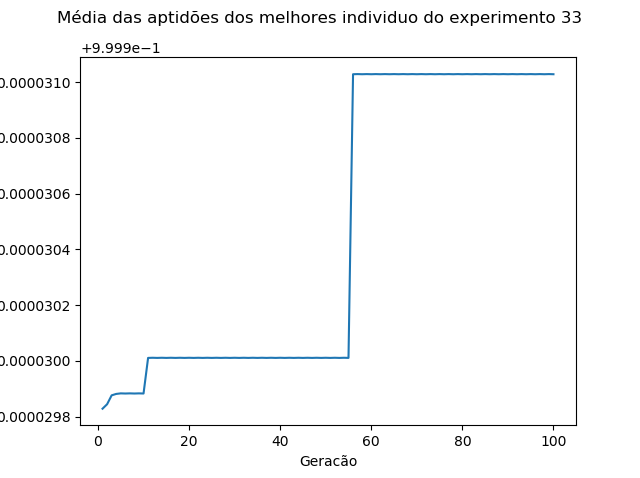 Média das aptidões dos melhores individuo do experimento 33
+9.999e−1
0.0000310
0.0000308
0.0000306
0.0000304
0.0000302
0.0000300
0.0000298
0 20 40 60 80 100
Geracão